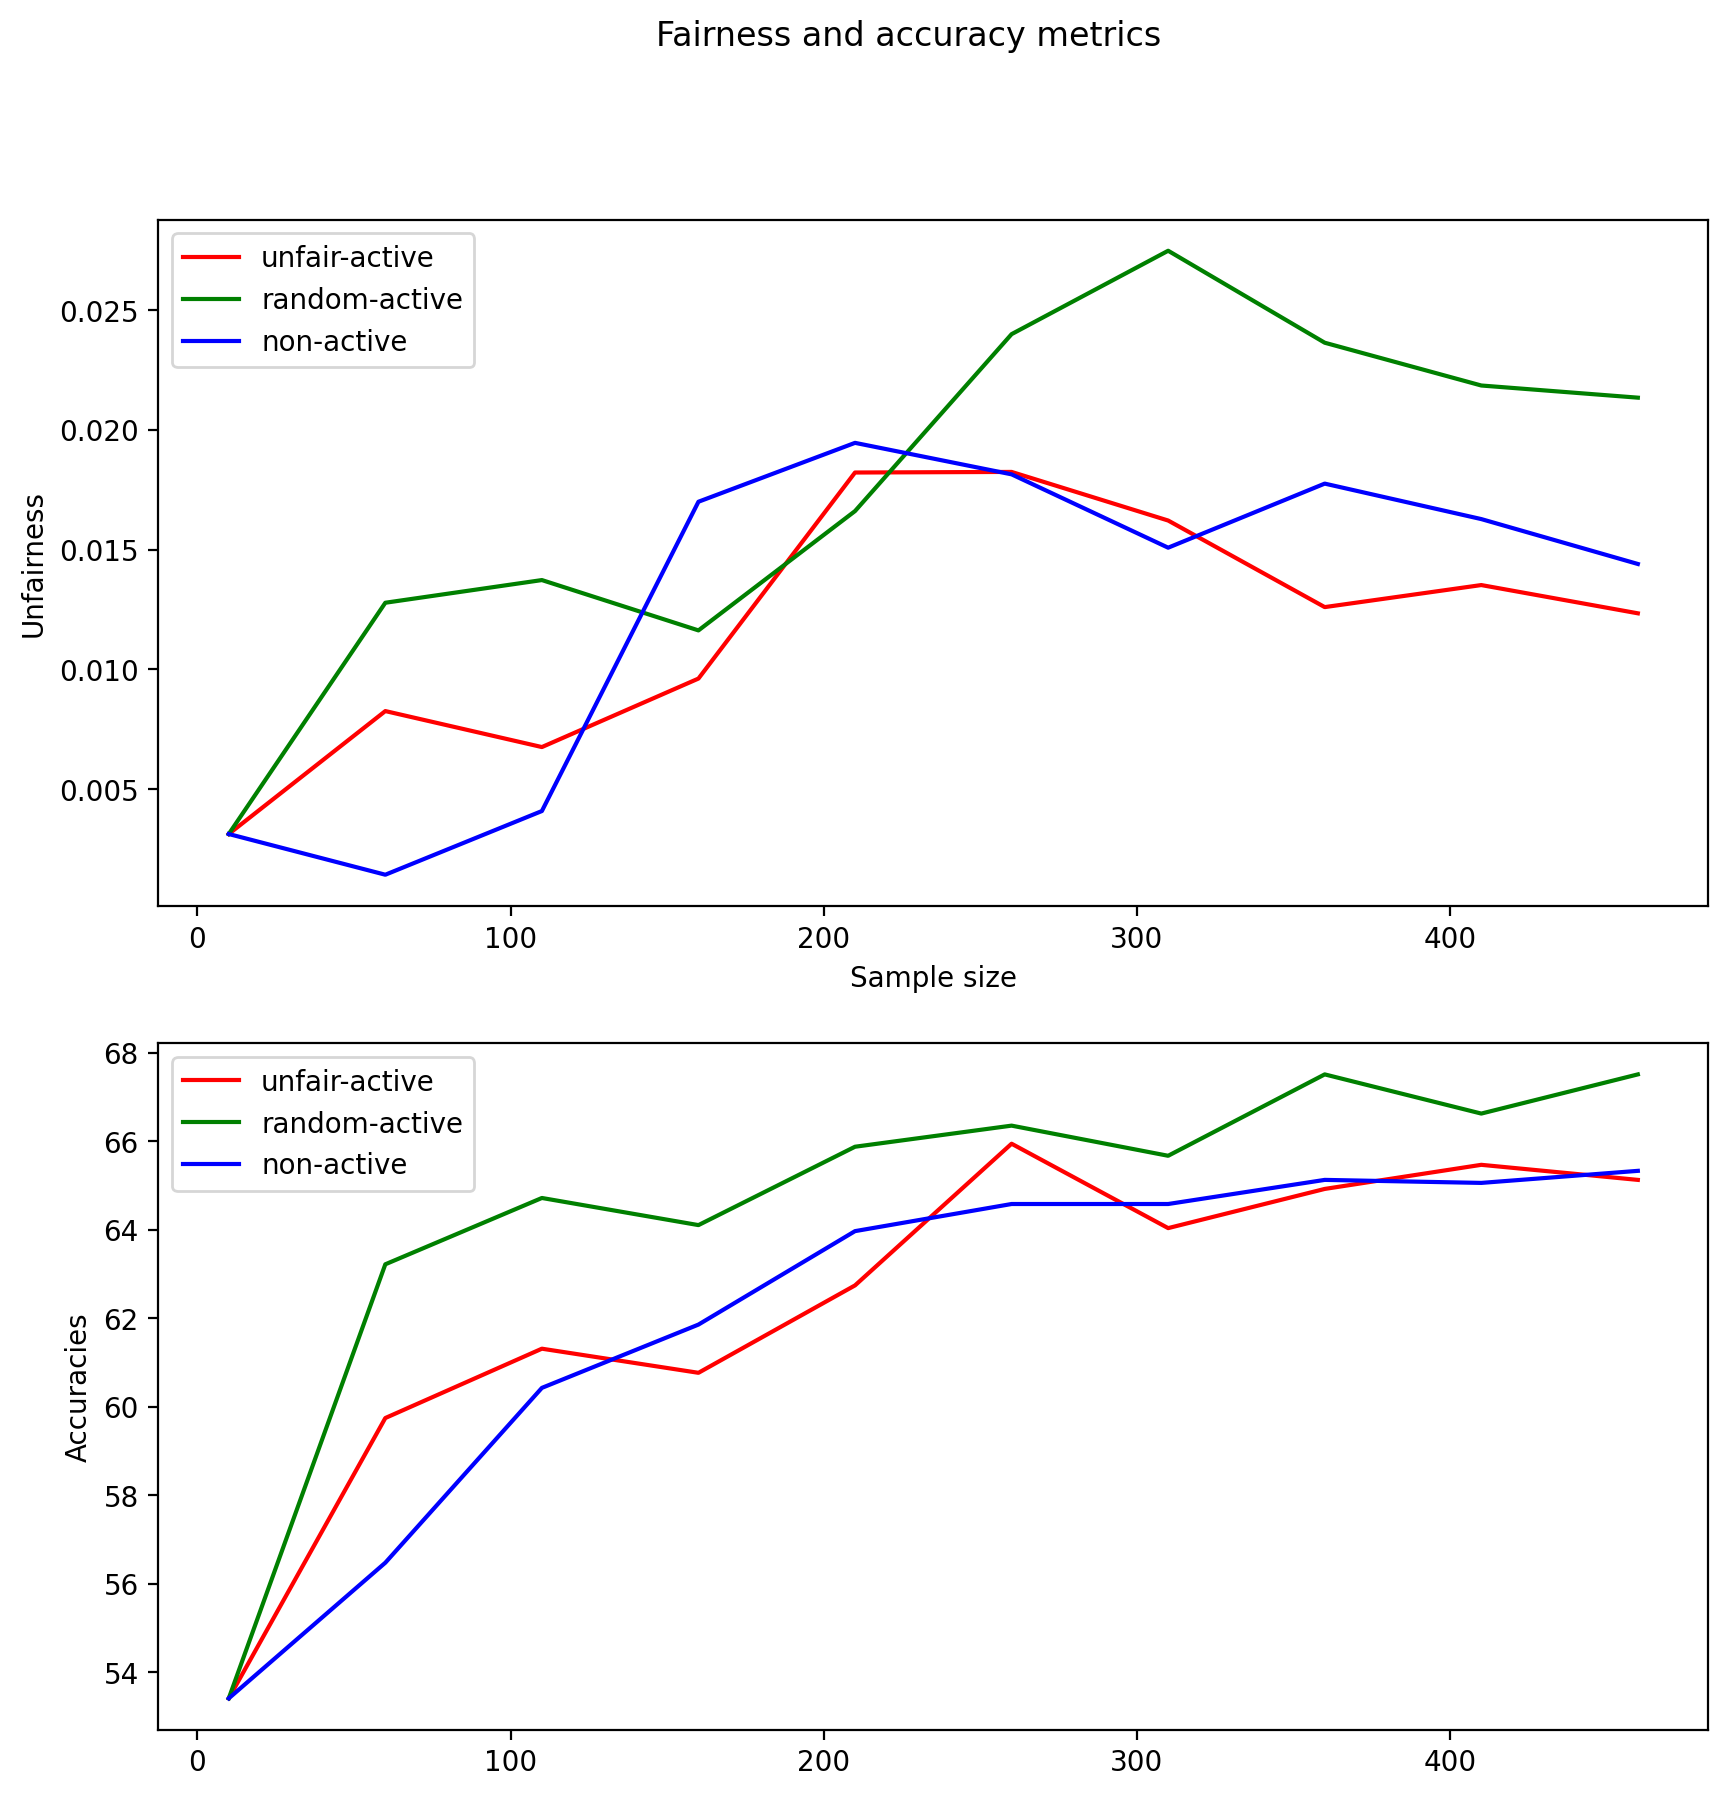 Fairness and accuracy metrics
unfair-active
random-active
non-active
Unfairness
0.025
0.020
0.015
0.010
0.005
0 100 200 300 400
Sample size
unfair-active
random-active
non-active
Accuracies
68
66
64
62
60
58
56
54
0 100 200 300 400